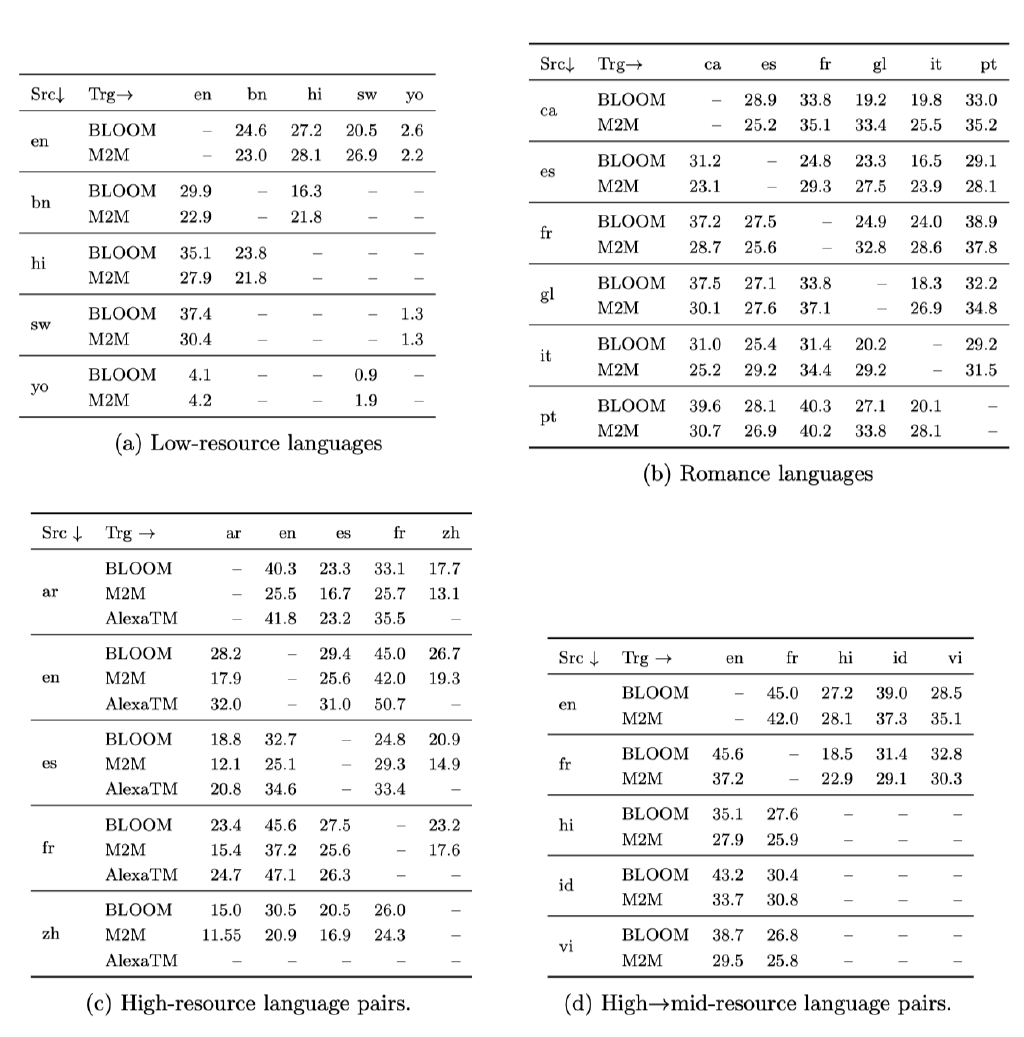 Src↓ Trg→ en bn hi sw yo
en BLOOM – 24.6 27.2 20.5 2.6
M2M – 23.0 28.1 26.9 2.2
bn BLOOM 29.9 – 16.3 – –
M2M 22.9 – 21.8 – –
hi BLOOM 35.1 23.8 – – –
M2M 27.9 21.8 – – –
sw BLOOM 37.4 – – – 1.3
M2M 30.4 – – – 1.3
yo BLOOM 4.1 – – 0.9 –
M2M 4.2 – – 1.9 –
(a) Low-resource languages
Src↓ Trg→ ca es fr gl it pt
ca BLOOM – 28.9 33.8 19.2 19.8 33.0
M2M – 25.2 35.1 33.4 25.5 35.2
es BLOOM 31.2 – 24.8 23.3 16.5 29.1
M2M 23.1 – 29.3 27.5 23.9 28.1
fr BLOOM 37.2 27.5 – 24.9 24.0 38.9
M2M 28.7 25.6 – 32.8 28.6 37.8
gl BLOOM 37.5 27.1 33.8 – 18.3 32.2
M2M 30.1 27.6 37.1 – 26.9 34.8
it BLOOM 31.0 25.4 31.4 20.2 – 29.2
M2M 25.2 29.2 34.4 29.2 – 31.5
pt BLOOM 39.6 28.1 40.3 27.1 20.1 –
M2M 30.7 26.9 40.2 33.8 28.1 –
(b) Romance languages
Src ↓ Trg → ar en es fr zh
BLOOM – 40.3 23.3 33.1 17.7
ar M2M – 25.5 16.7 25.7 13.1
AlexaTM – 41.8 23.2 35.5 –
BLOOM 28.2 – 29.4 45.0 26.7
en M2M 17.9 – 25.6 42.0 19.3
AlexaTM 32.0 – 31.0 50.7 –
BLOOM 18.8 32.7 – 24.8 20.9
es M2M 12.1 25.1 – 29.3 14.9
AlexaTM 20.8 34.6 – 33.4 –
BLOOM 23.4 45.6 27.5 – 23.2
fr M2M 15.4 37.2 25.6 – 17.6
AlexaTM 24.7 47.1 26.3 – –
BLOOM 15.0 30.5 20.5 26.0 –
zh M2M 11.55 20.9 16.9 24.3 –
AlexaTM – – – – –
(c) High-resource language pairs.
Src ↓ Trg → en fr hi id vi
en BLOOM – 45.0 27.2 39.0 28.5
M2M – 42.0 28.1 37.3 35.1
fr BLOOM 45.6 – 18.5 31.4 32.8
M2M 37.2 – 22.9 29.1 30.3
hi BLOOM 35.1 27.6 – – –
M2M 27.9 25.9 – – –
id BLOOM 43.2 30.4 – – –
M2M 33.7 30.8 – – –
vi BLOOM 38.7 26.8 – – –
M2M 29.5 25.8 – – –
(d) High→mid-resource language pairs.